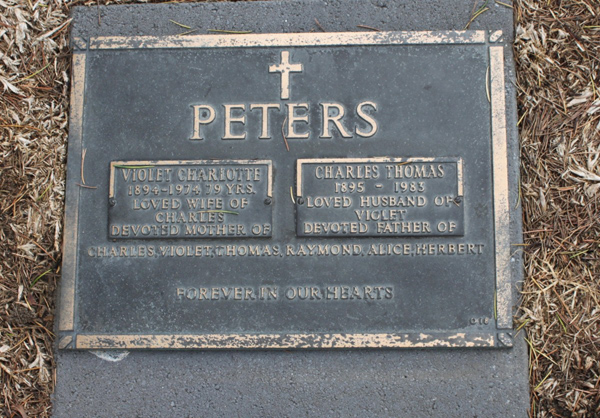 PETERS
VIOLET CHARLOTTE
1894-1974 79 YRS.
LOVED WIFE OF
CHARLES
DEVOTED MOTHER OF
CHARLES THOMAS
1895 - 1983
LOVED HUSBAND OF
VIOLET
DEVOTED FATHER OF
CHARLES, VIOLET, THOMAS, RAYMOND, ALICE, HERBERT
FOREVER IN OUR HEARTS